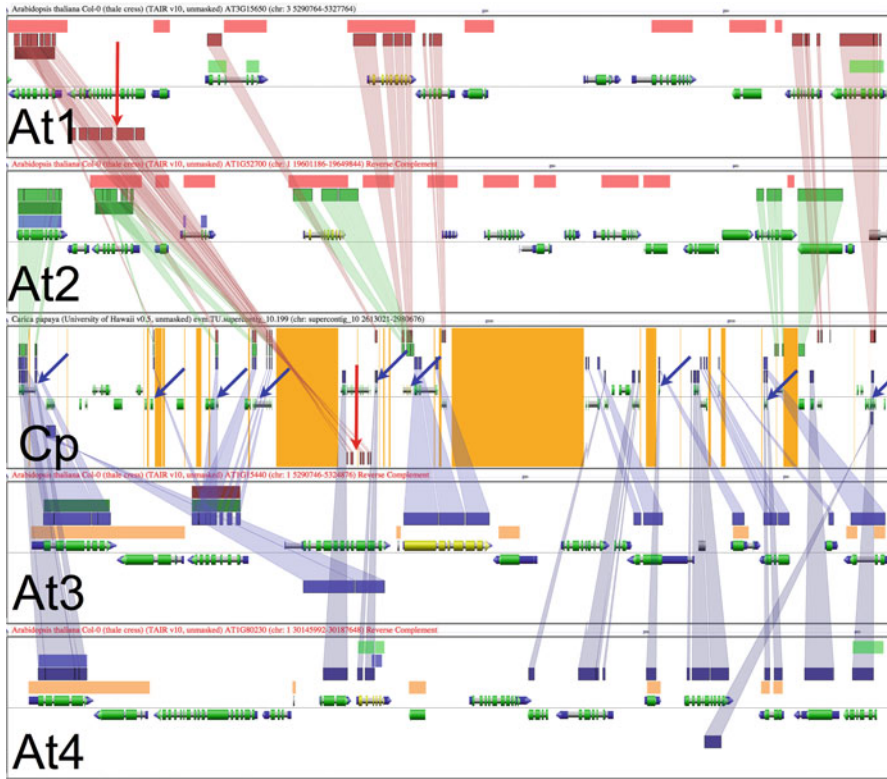 Arabidopsis thaliana Col-0 (thale cress) (TAIR v10, unmasked) AT3G15650 (chr: 3 5290764-5327764)
At1
Arabidopsis thaliana Col-0 (thale cress) (TAIR v10, unmasked) AT1G52700 (chr: 1 19601186-19649844) Reverse Complement
At2
Carica papaya (University of Hawaii v0.5, unmasked) evm.TU.supercontig_10.199 (chr: supercontig_10 2613021-2980676)
Cp
Arabidopsis thaliana Col-0 (thale cress) (TAIR v10, unmasked) AT1G15440 (chr: 1 5290746-5324876) Reverse Complement
At3
Arabidopsis thaliana Col-0 (thale cress) (TAIR v10, unmasked) AT1G80230 (chr: 1 30145992-30187648) Reverse Complement
At4